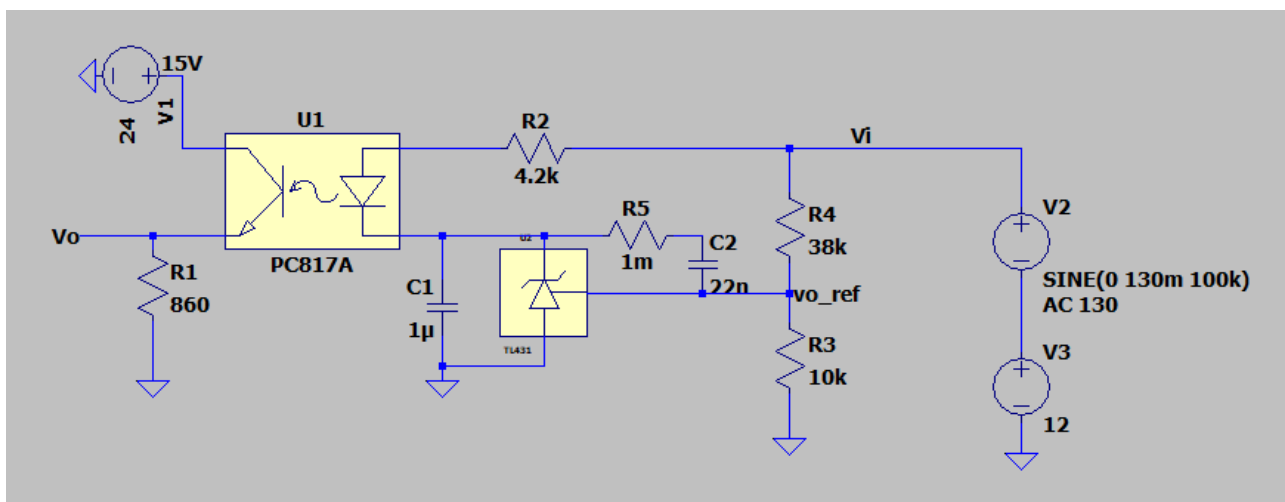 15V
V1
24
U1
PC817A
R2
4.2k
Vi
Vo
R1
860
C1
1µ
U2
TL431
R5
1m
C2
22n
R4
38k
vo_ref
R3
10k
V2
SINE(0 130m 100k)
AC 130
V3
12